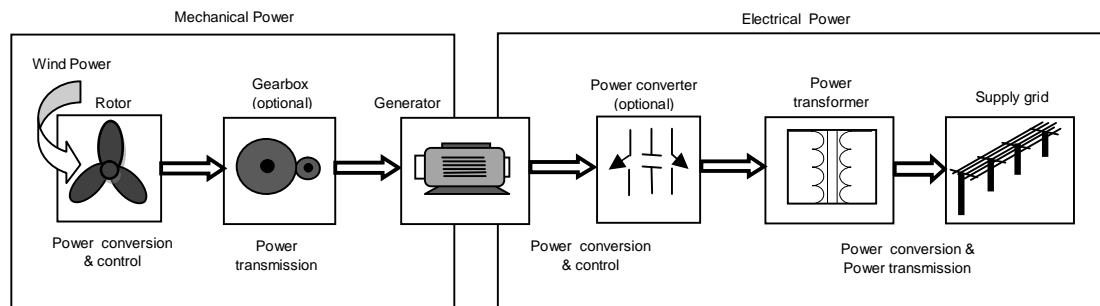 Mechanical Power
Electrical Power
Wind Power
Rotor
Gearbox
(optional)
Generator
Power converter
(optional)
Power
transformer
Supply grid
Power conversion
& control
Power
transmission
Power conversion
& control
Power conversion &
Power transmission